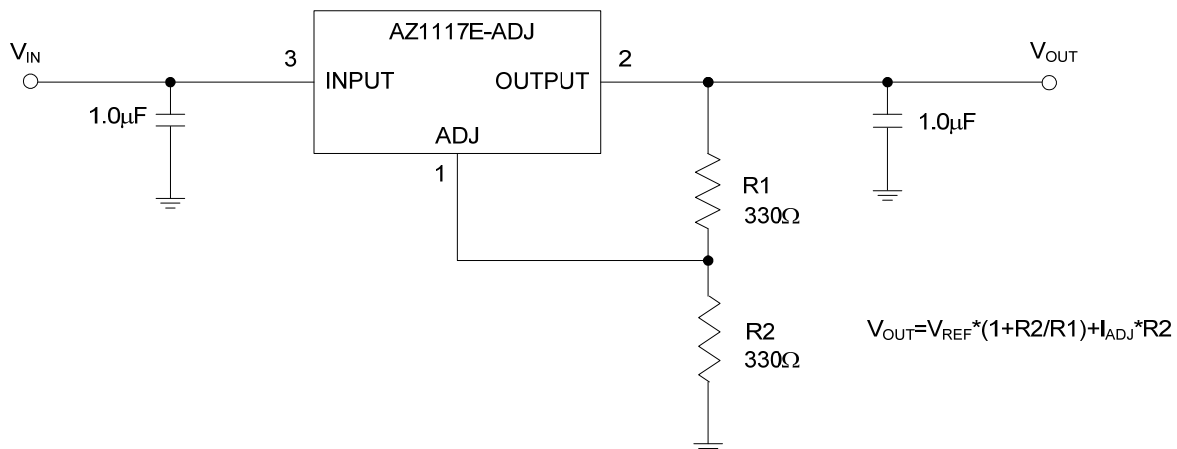 AZ1117E-ADJ
V_IN
3
INPUT
OUTPUT
2
V_OUT
1.0μF
ADJ
1
1.0μF
R1
330Ω
R2
330Ω
V_OUT=V_REF*(1+R2/R1)+I_ADJ*R2